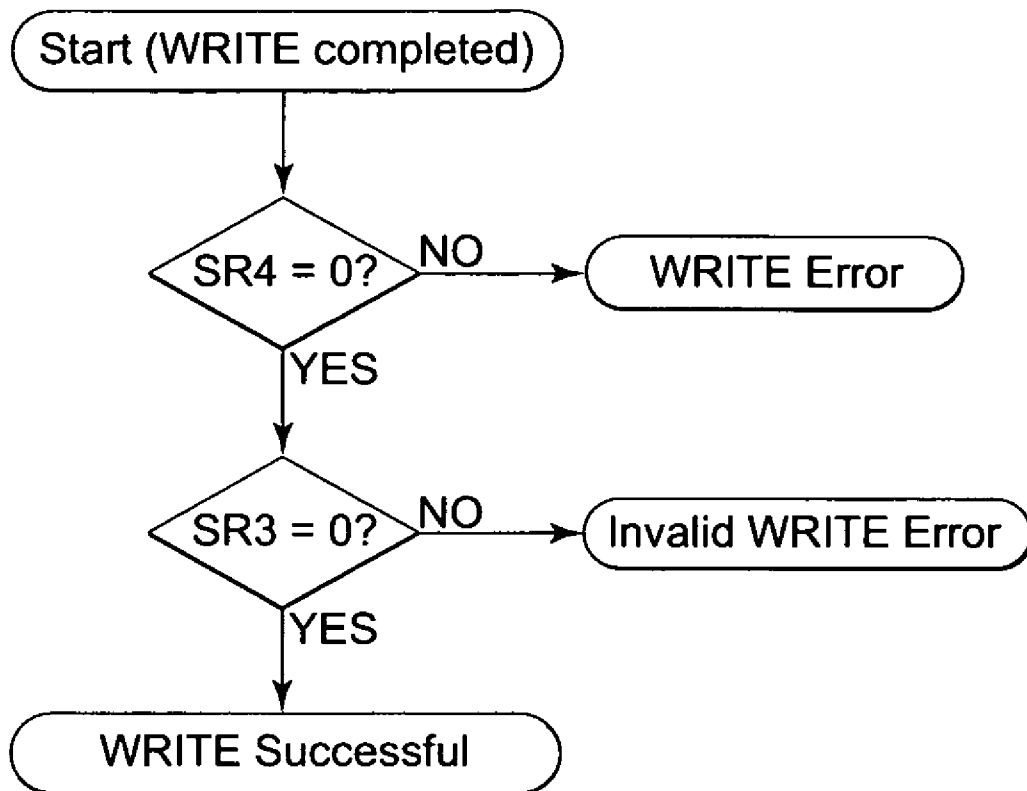 Start (WRITE completed)
SR4 = 0?
NO
WRITE Error
YES
SR3 = 0?
NO
Invalid WRITE Error
YES
WRITE Successful